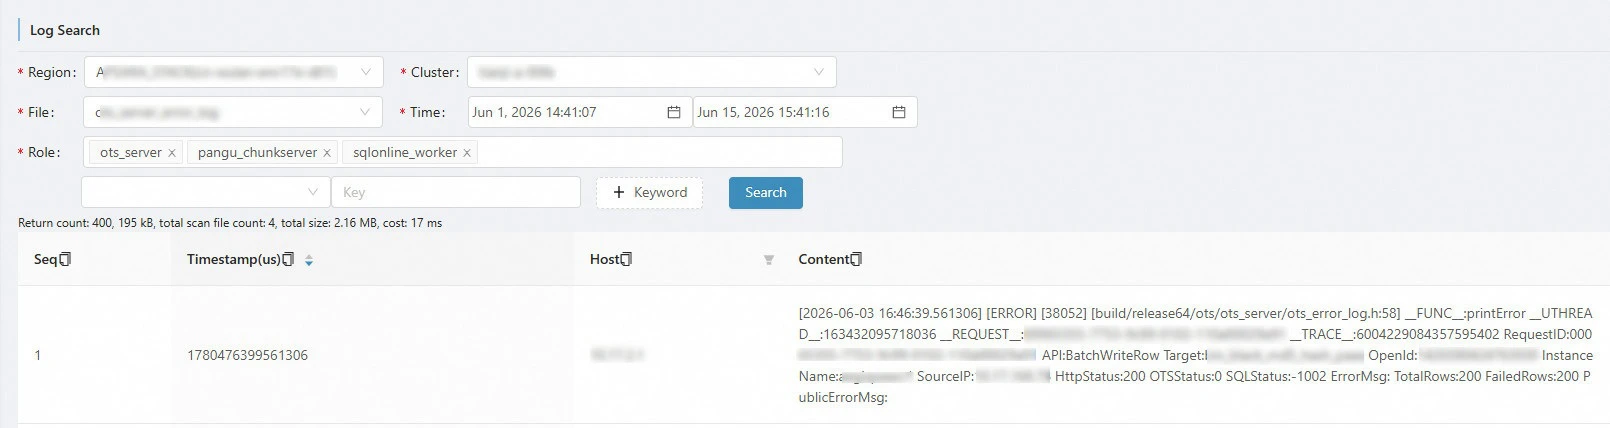 Log Search
* Region: * Cluster:
* File: * Time: Jun 1, 2026 14:41:07 Jun 15, 2026 15:41:16
* Role: ots_server × pangu_chunkserver × sqlonline_worker ×
Key + Keyword Search
Return count: 400, 195 kB, total scan file count: 4, total size: 2.16 MB, cost: 17 ms
Seq Timestamp(us) Host Content
[2026-06-03 16:46:39.561306] [ERROR] [38052] [build/release64/ots/ots_server/ots_error_log.h:58] __FUNC__:printError __UTHREA
D__:163432095718036 __REQUEST__: __TRACE__:6004229084357595402 RequestID:000
1 1780476399561306 API:BatchWriteRow Target: OpenId: Instance
Name: SourceIP: HttpStatus:200 OTSStatus:0 SQLStatus:-1002 ErrorMsg: TotalRows:200 FailedRows:200 P
ublicErrorMsg: